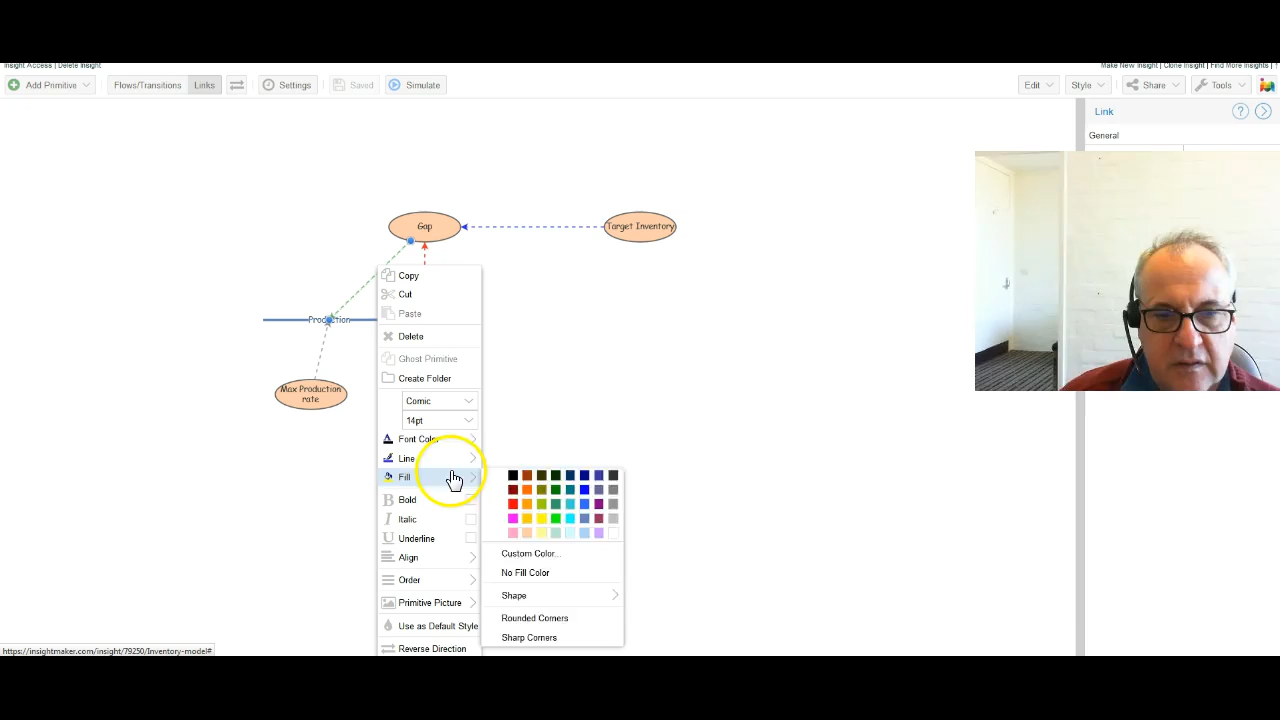 Insight Access | Delete Insight
Make New Insight | Clone Insight | Find More Insights |
Add Primitive
Flows/Transitions
Links
Settings
Saved
Simulate
Edit
Style
Share
Tools
Link
General
Gap
Target Inventory
Production
Max Production
rate
Copy
Cut
Paste
Delete
Ghost Primitive
Create Folder
Comic
14pt
Font Color
Line
Fill
Bold
Italic
Underline
Align
Order
Primitive Picture
Use as Default Style
Reverse Direction
Custom Color...
No Fill Color
Shape
Rounded Corners
Sharp Corners
https://insightmaker.com/insight/79250/Inventory-model#